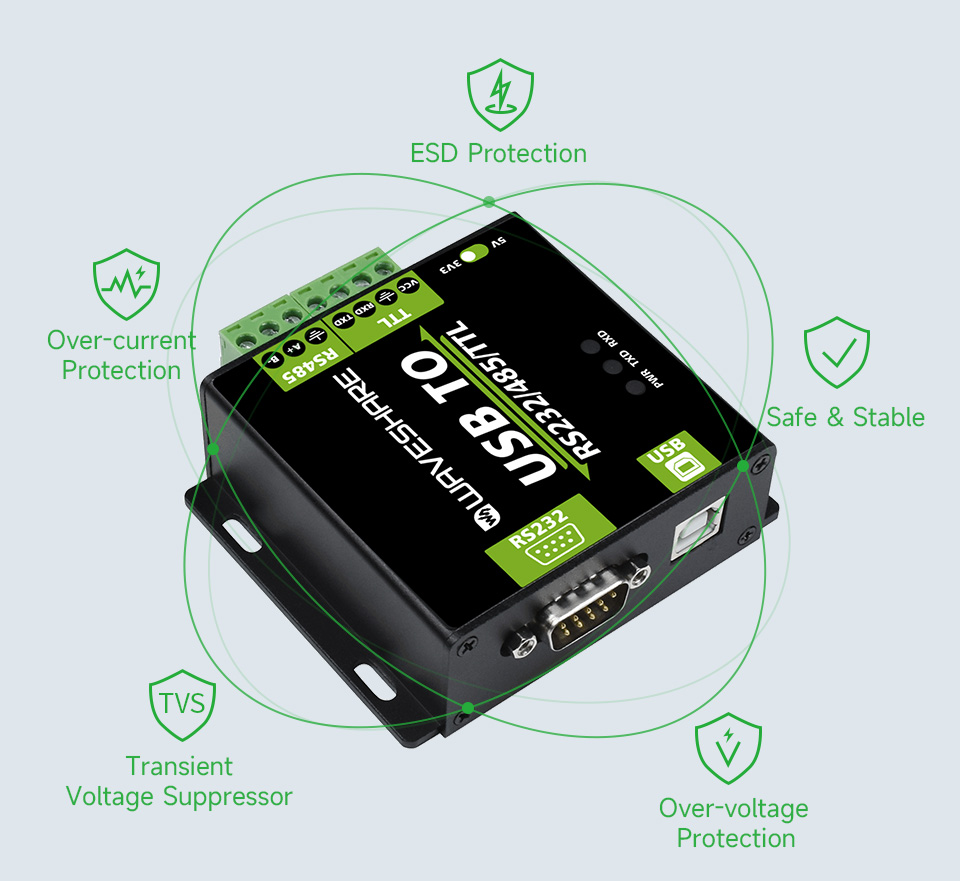 ESD Protection
Over-current
Protection
Safe & Stable
TVS
Transient
Voltage Suppressor
Over-voltage
Protection
5V
3V3
VCC
RXD
TXD
TTL
A+
B-
RS485
WAVESHARE
USB TO
RS232/485/TTL
RXD
TXD
PWR
USB
RS232